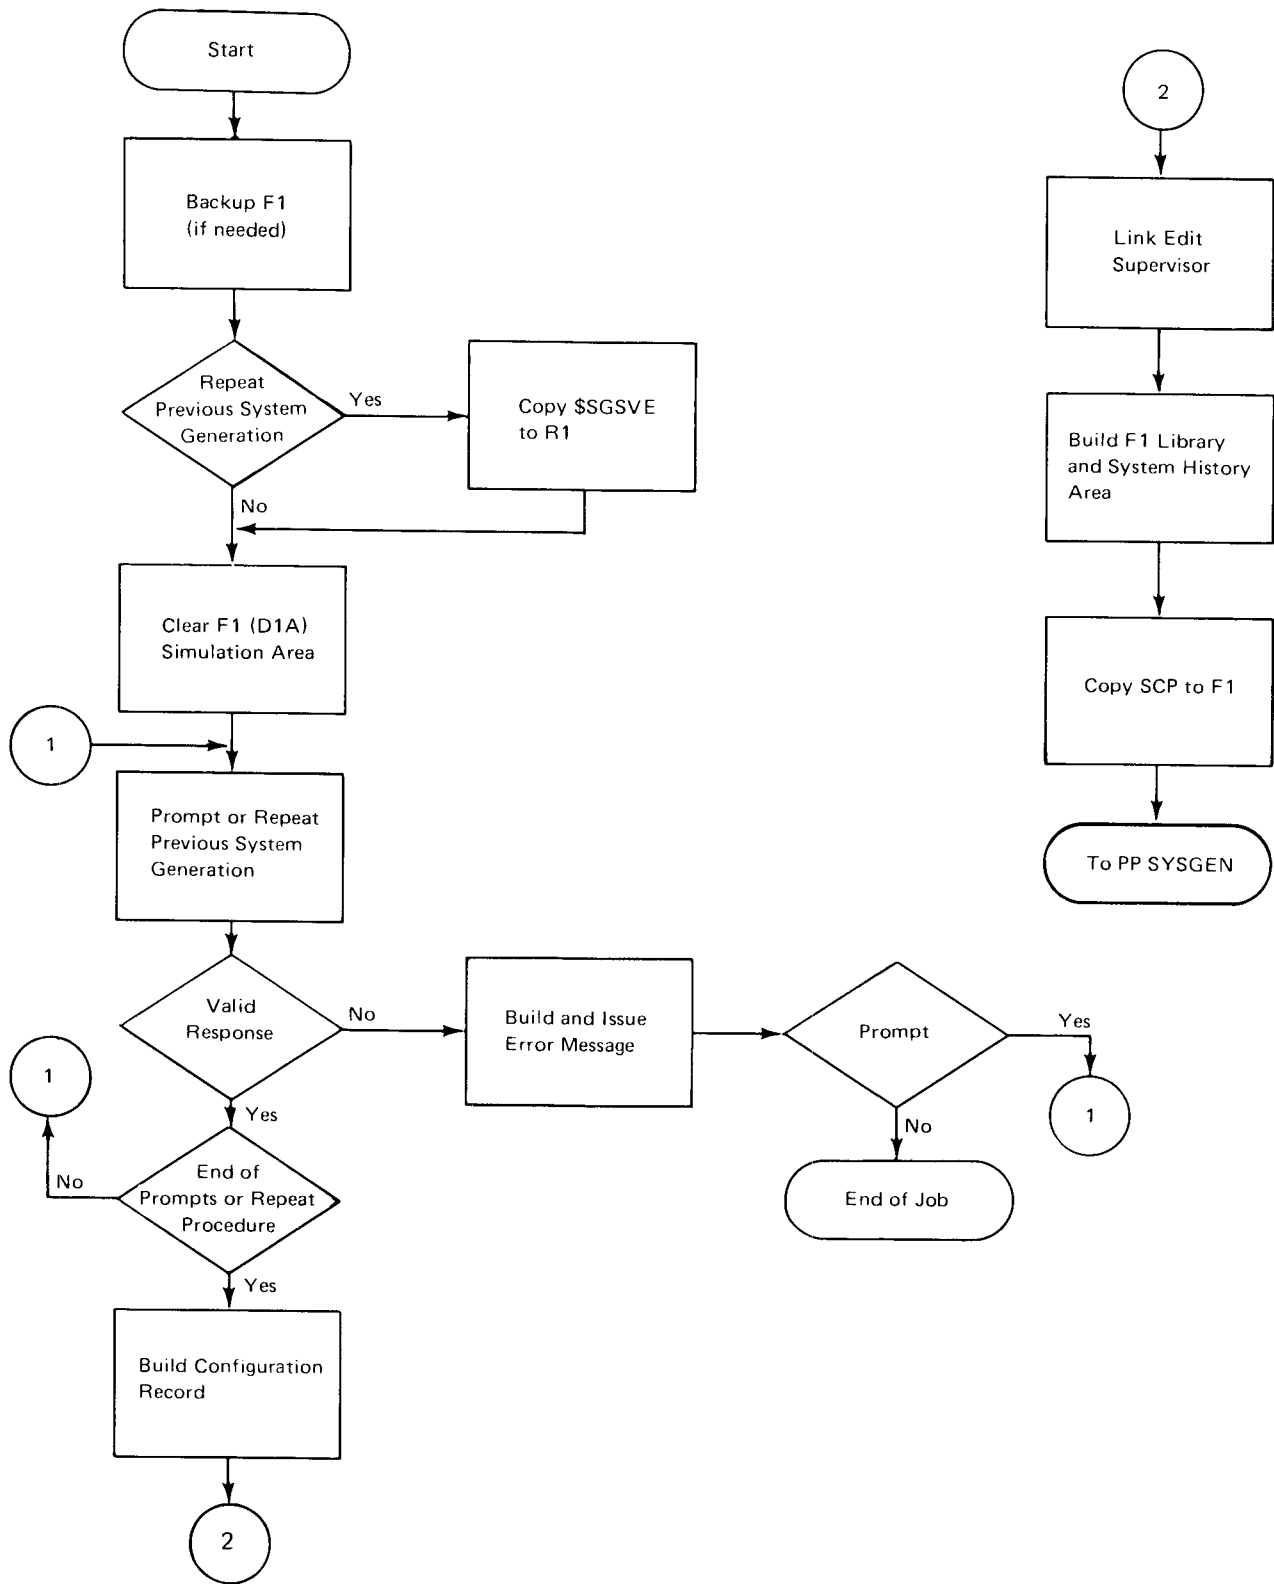 Start
Backup F1
(if needed)
Repeat
Previous System
Generation
Yes
Copy $SGSVE
to R1
No
Clear F1 (D1A)
Simulation Area
1
Prompt or Repeat
Previous System
Generation
Valid
Response
No
Build and Issue
Error Message
Prompt
Yes
1
No
End of Job
Yes
End of
Prompts or Repeat
Procedure
No
1
Yes
Build Configuration
Record
2
2
Link Edit
Supervisor
Build F1 Library
and System History
Area
Copy SCP to F1
To PP SYSGEN